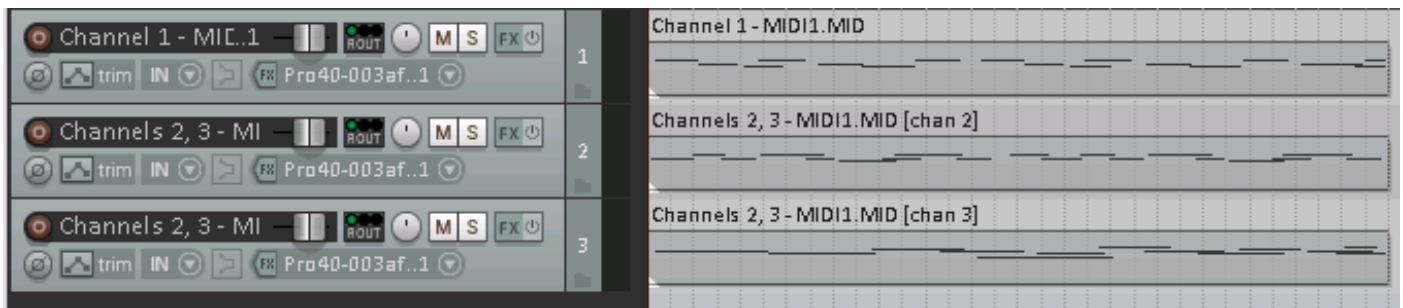 Channel 1 - MIC..1 ROUT M S FX
trim IN FX Pro40-003af..1
1
Channel 1 - MIDI1.MID
Channels 2, 3 - MI ROUT M S FX
trim IN FX Pro40-003af..1
2
Channels 2, 3 - MIDI1.MID [chan 2]
Channels 2, 3 - MI ROUT M S FX
trim IN FX Pro40-003af..1
3
Channels 2, 3 - MIDI1.MID [chan 3]